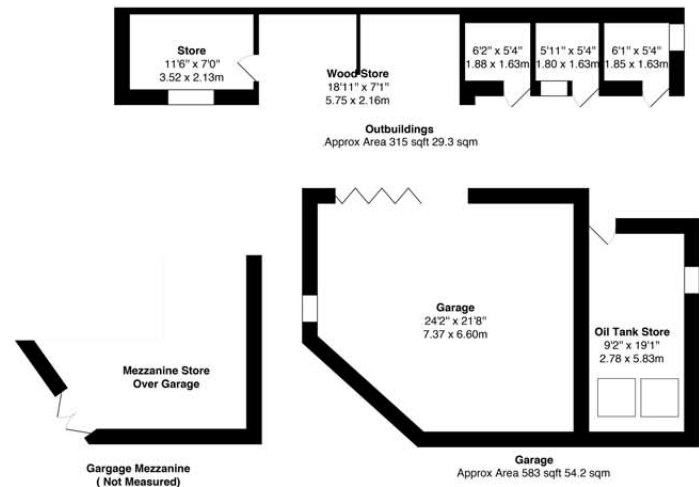 Store
11'6" x 7'0"
3.52 x 2.13m
Wood Store
18'11" x 7'1"
5.75 x 2.16m
6'2" x 5'4"
1.88 x 1.63m
5'11" x 5'4"
1.80 x 1.63m
6'1" x 5'4"
1.85 x 1.63m
Outbuildings
Approx Area 315 sqft 29.3 sqm
Garage
24'2" x 21'8"
7.37 x 6.60m
Oil Tank Store
9'2" x 19'1"
2.78 x 5.83m
Mezzanine Store
Over Garage
Gargage Mezzanine
( Not Measured)
Garage
Approx Area 583 sqft 54.2 sqm